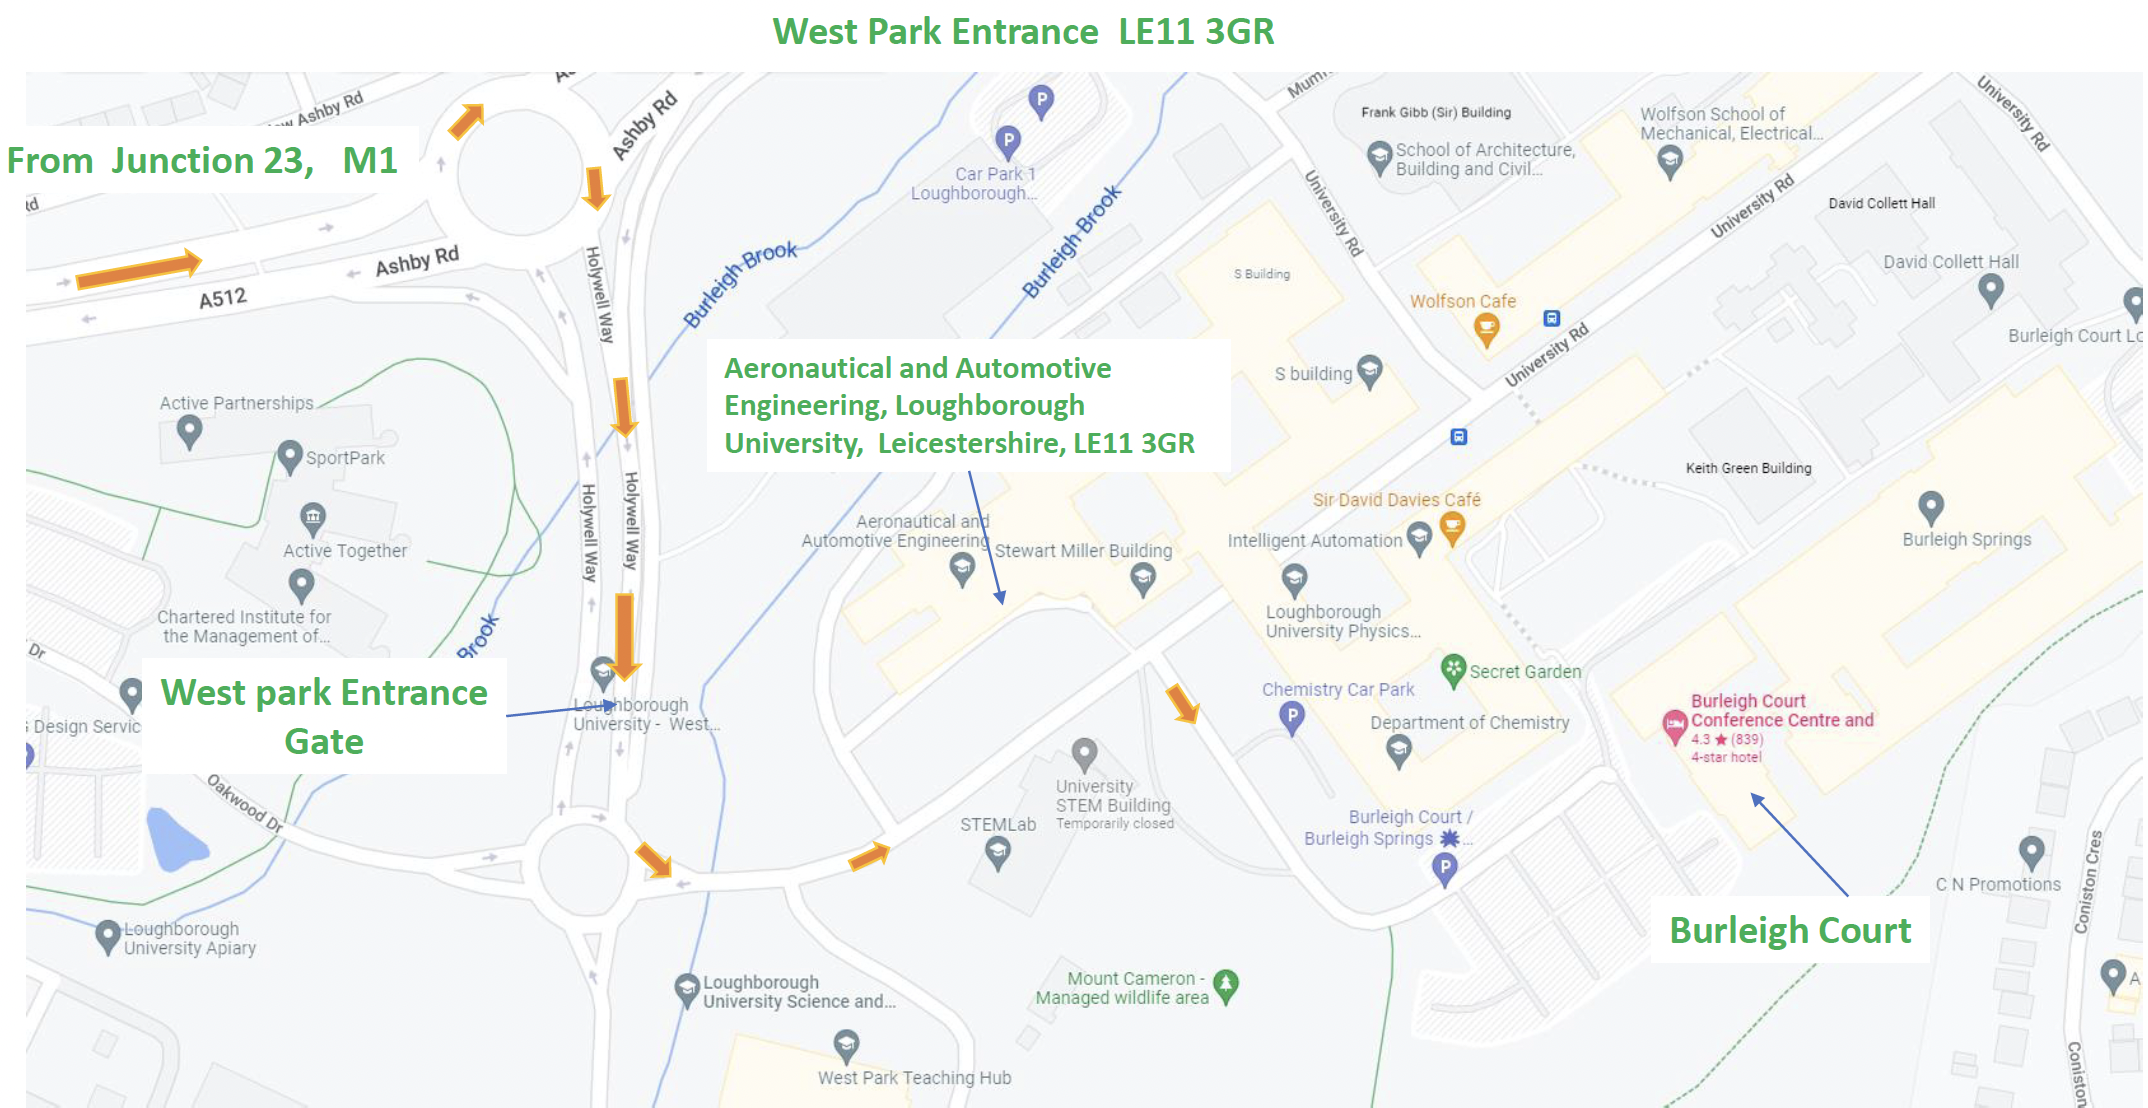 West Park Entrance LE11 3GR
Ashby Rd
From Junction 23, M1
Ashby Rd
Ashby Rd
A512
Holywell Way
Holywell Way
Holywell Way
Burleigh Brook
Burleigh Brook
Car Park 1
Loughborough...
Frank Gibb (Sir) Building
School of Architecture,
Building and Civil...
Wolfson School of
Mechanical, Electrical...
University Rd
University Rd
University Rd
University Rd
David Collett Hall
David Collett Hall
Burleigh Court Lo
S Building
Wolfson Cafe
S building
Aeronautical and Automotive
Engineering, Loughborough
University, Leicestershire, LE11 3GR
Active Partnerships
SportPark
Active Together
Chartered Institute for
the Management of...
Keith Green Building
Sir David Davies Café
Intelligent Automation
Burleigh Springs
Aeronautical and
Automotive Engineering
Stewart Miller Building
Loughborough
University Physics...
Secret Garden
Chemistry Car Park
Department of Chemistry
Burleigh Court
Conference Centre and
4.3 ★ (839)
4-star hotel
Brook
Dr
West park Entrance
Gate
Loughborough
University - West...
Design Servic
Oakwood Dr
University
STEM Building
Temporarily closed
STEMLab
Burleigh Court /
Burleigh Springs ...
C N Promotions
Coniston Cres
Coniston
Burleigh Court
Loughborough
University Apiary
Loughborough
University Science and...
Mount Cameron -
Managed wildlife area
West Park Teaching Hub